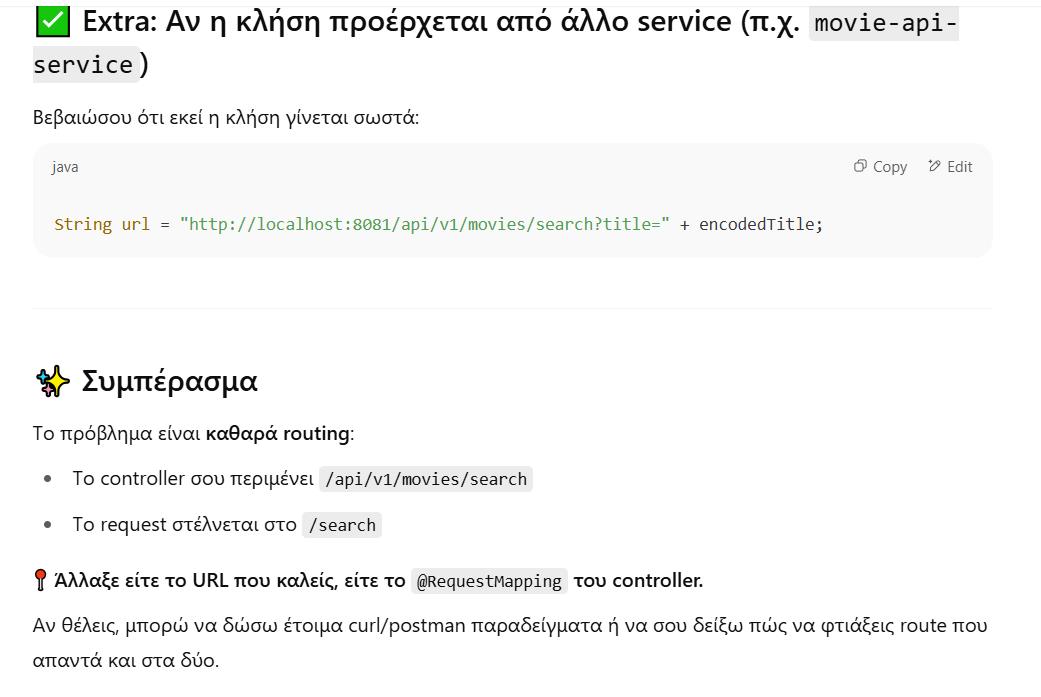 ✅ Extra: Αν η κλήση προέρχεται από άλλο service (π.χ. movie-api-
service)
Βεβαιώσου ότι εκεί η κλήση γίνεται σωστά:
java
Copy
Edit
String url = "http://localhost:8081/api/v1/movies/search?title=" + encodedTitle;
✨ Συμπέρασμα
Το πρόβλημα είναι καθαρά routing:
• Το controller σου περιμένει /api/v1/movies/search
• Το request στέλνεται στο /search
📍 Άλλαξε είτε το URL που καλείς, είτε το @RequestMapping του controller.
Αν θέλεις, μπορώ να δώσω έτοιμα curl/postman παραδείγματα ή να σου δείξω πώς να φτιάξεις route που
απαντά και στα δύο.